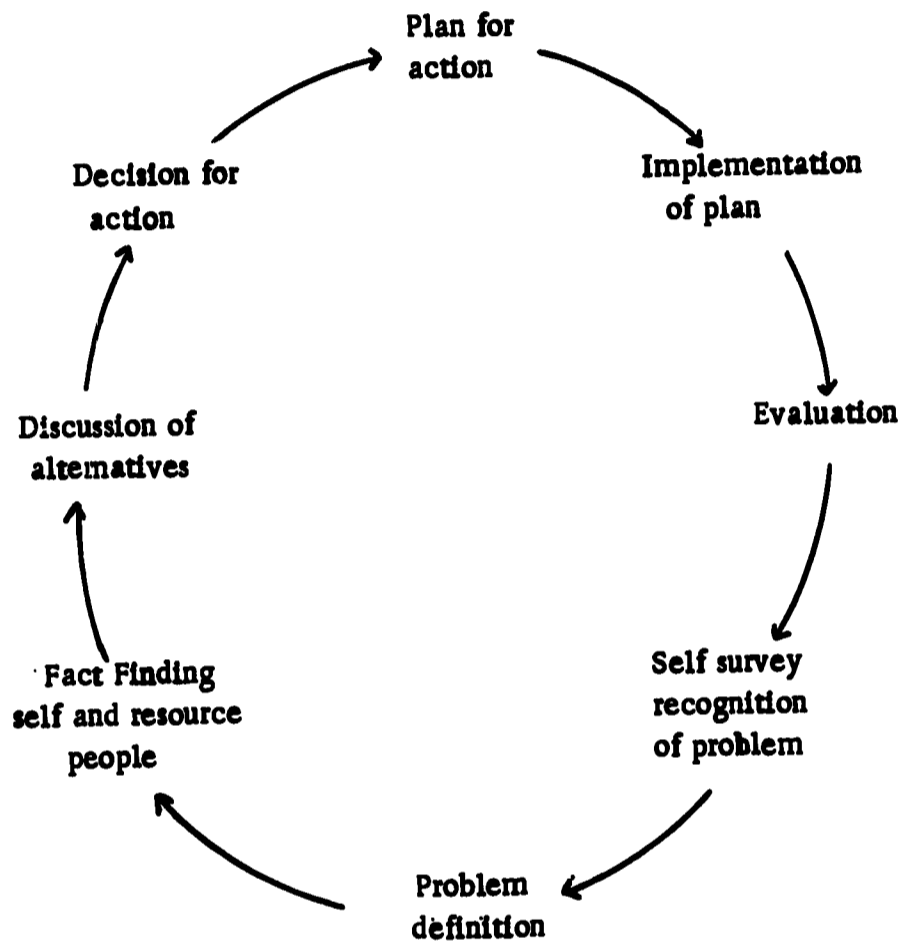 Plan for
action
Implementation
of plan
Evaluation
Self survey
recognition
of problem
Problem
definition
Fact Finding
self and resource
people
Discussion of
alternatives
Decision for
action